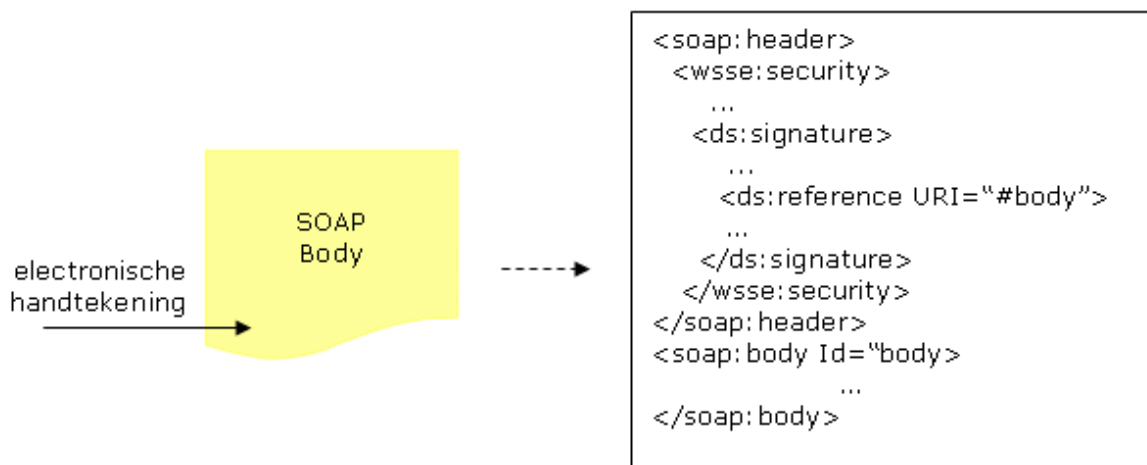 SOAP
Body
electronische
handtekening
<soap:header>
<wsse:security>
...
<ds:signature>
...
<ds:reference URI=“#body”>
...
</ds:signature>
</wsse:security>
</soap:header>
<soap:body Id=“body>
...
</soap:body>